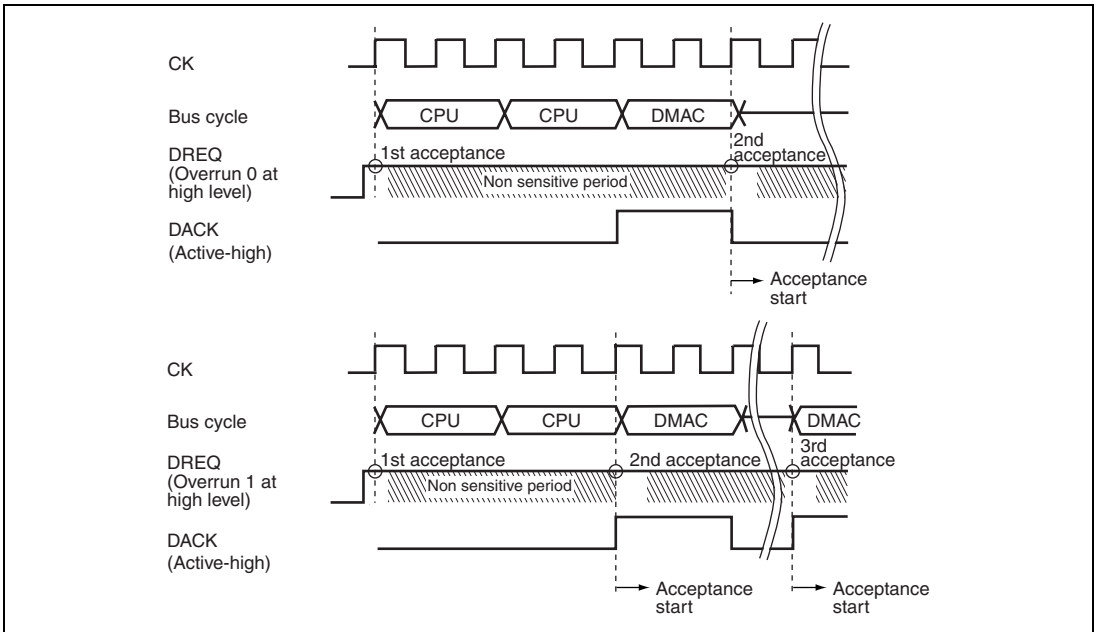 CK
Bus cycle
CPU
CPU
DMAC
DREQ
(Overrun 0 at
high level)
1st acceptance
2nd
acceptance
Non sensitive period
DACK
(Active-high)
Acceptance
start
CK
Bus cycle
CPU
CPU
DMAC
DMAC
DREQ
(Overrun 1 at
high level)
1st acceptance
2nd acceptance
3rd
acceptance
Non sensitive period
DACK
(Active-high)
Acceptance
start
Acceptance
start